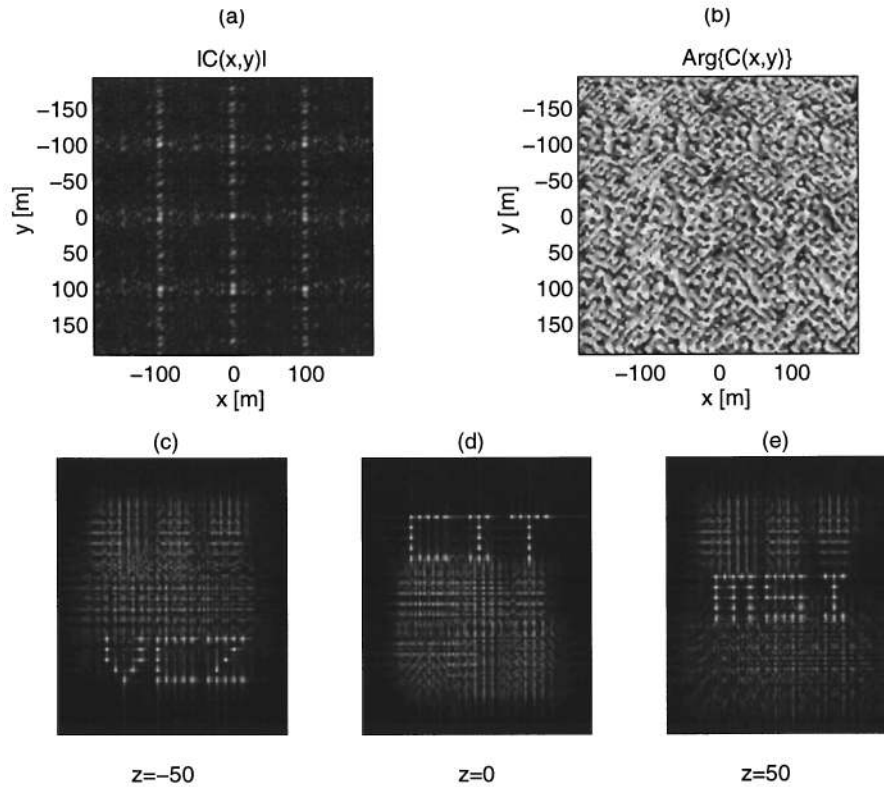 (a) (b)
|C(x,y)| Arg{C(x,y)}
−150 −150
−100 −100
−50 −50
y [m] 0 y [m] 0
50 50
100 100
150 150
−100 0 100 −100 0 100
x [m] x [m]
(c) (d) (e)
CIT
z=−50 z=0 z=50